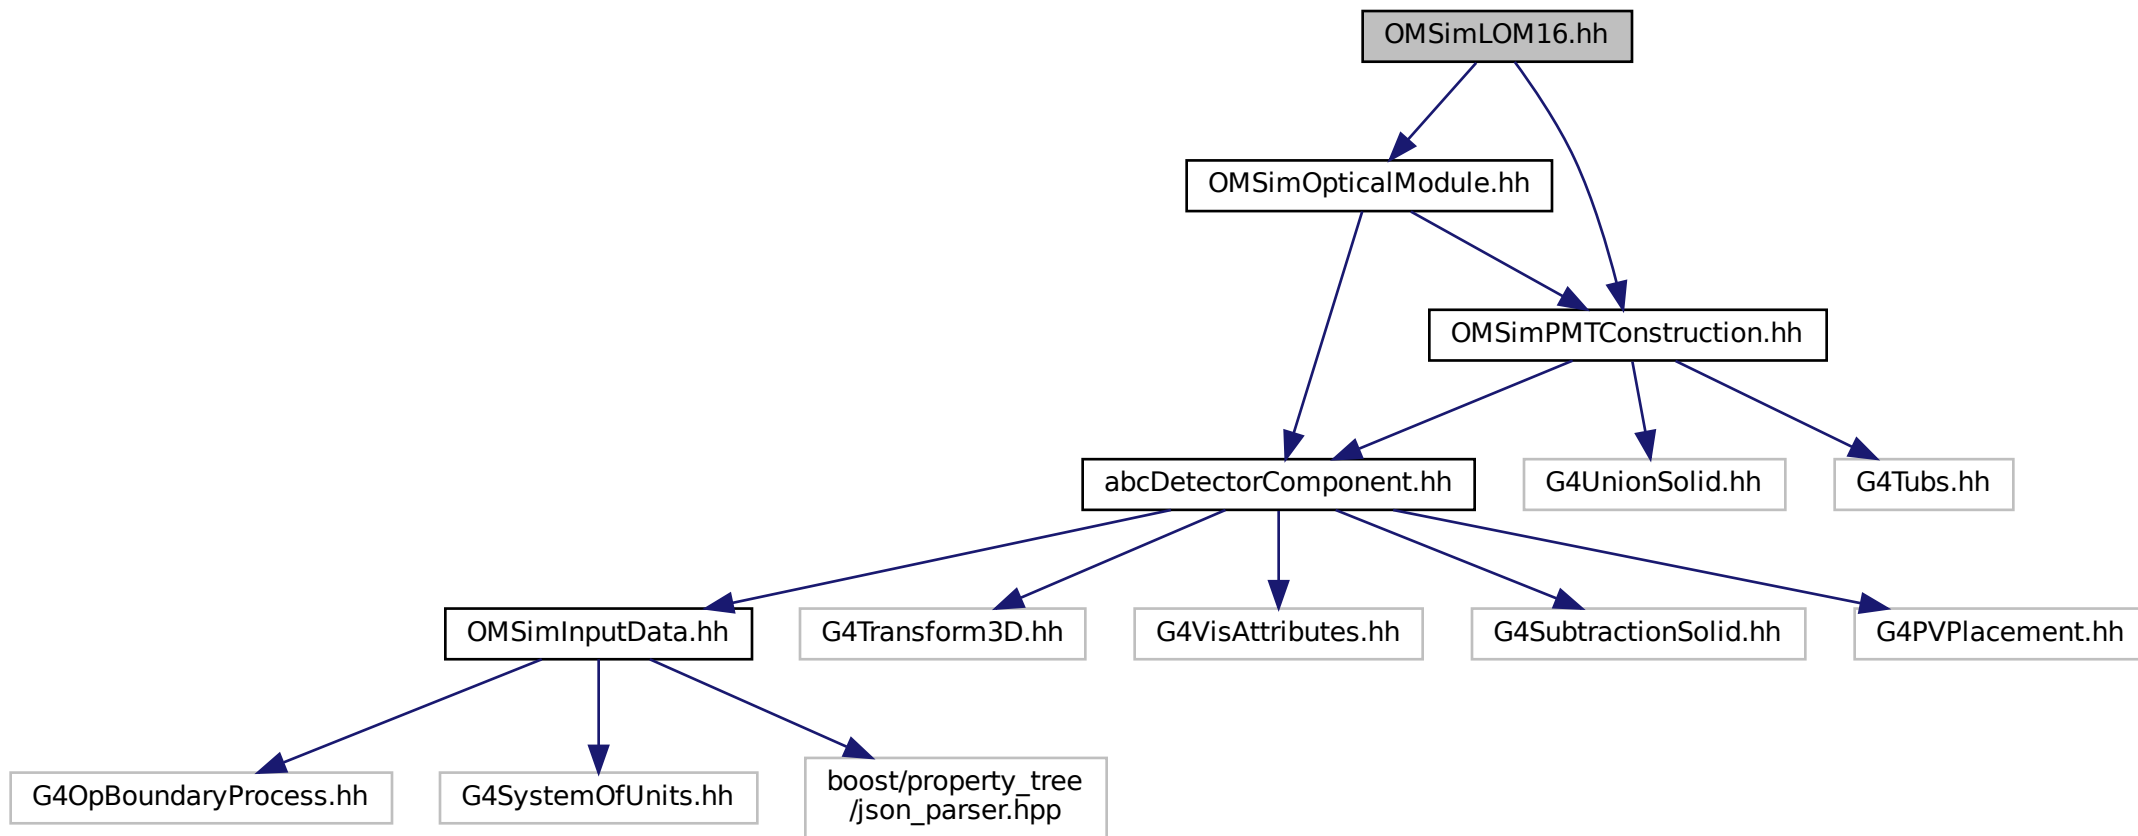 OMSimLOM16.hh
OMSimOpticalModule.hh
OMSimPMTConstruction.hh
abcDetectorComponent.hh
G4UnionSolid.hh
G4Tubs.hh
OMSimInputData.hh
G4Transform3D.hh
G4VisAttributes.hh
G4SubtractionSolid.hh
G4PVPlacement.hh
G4OpBoundaryProcess.hh
G4SystemOfUnits.hh
boost/property_tree
/json_parser.hpp